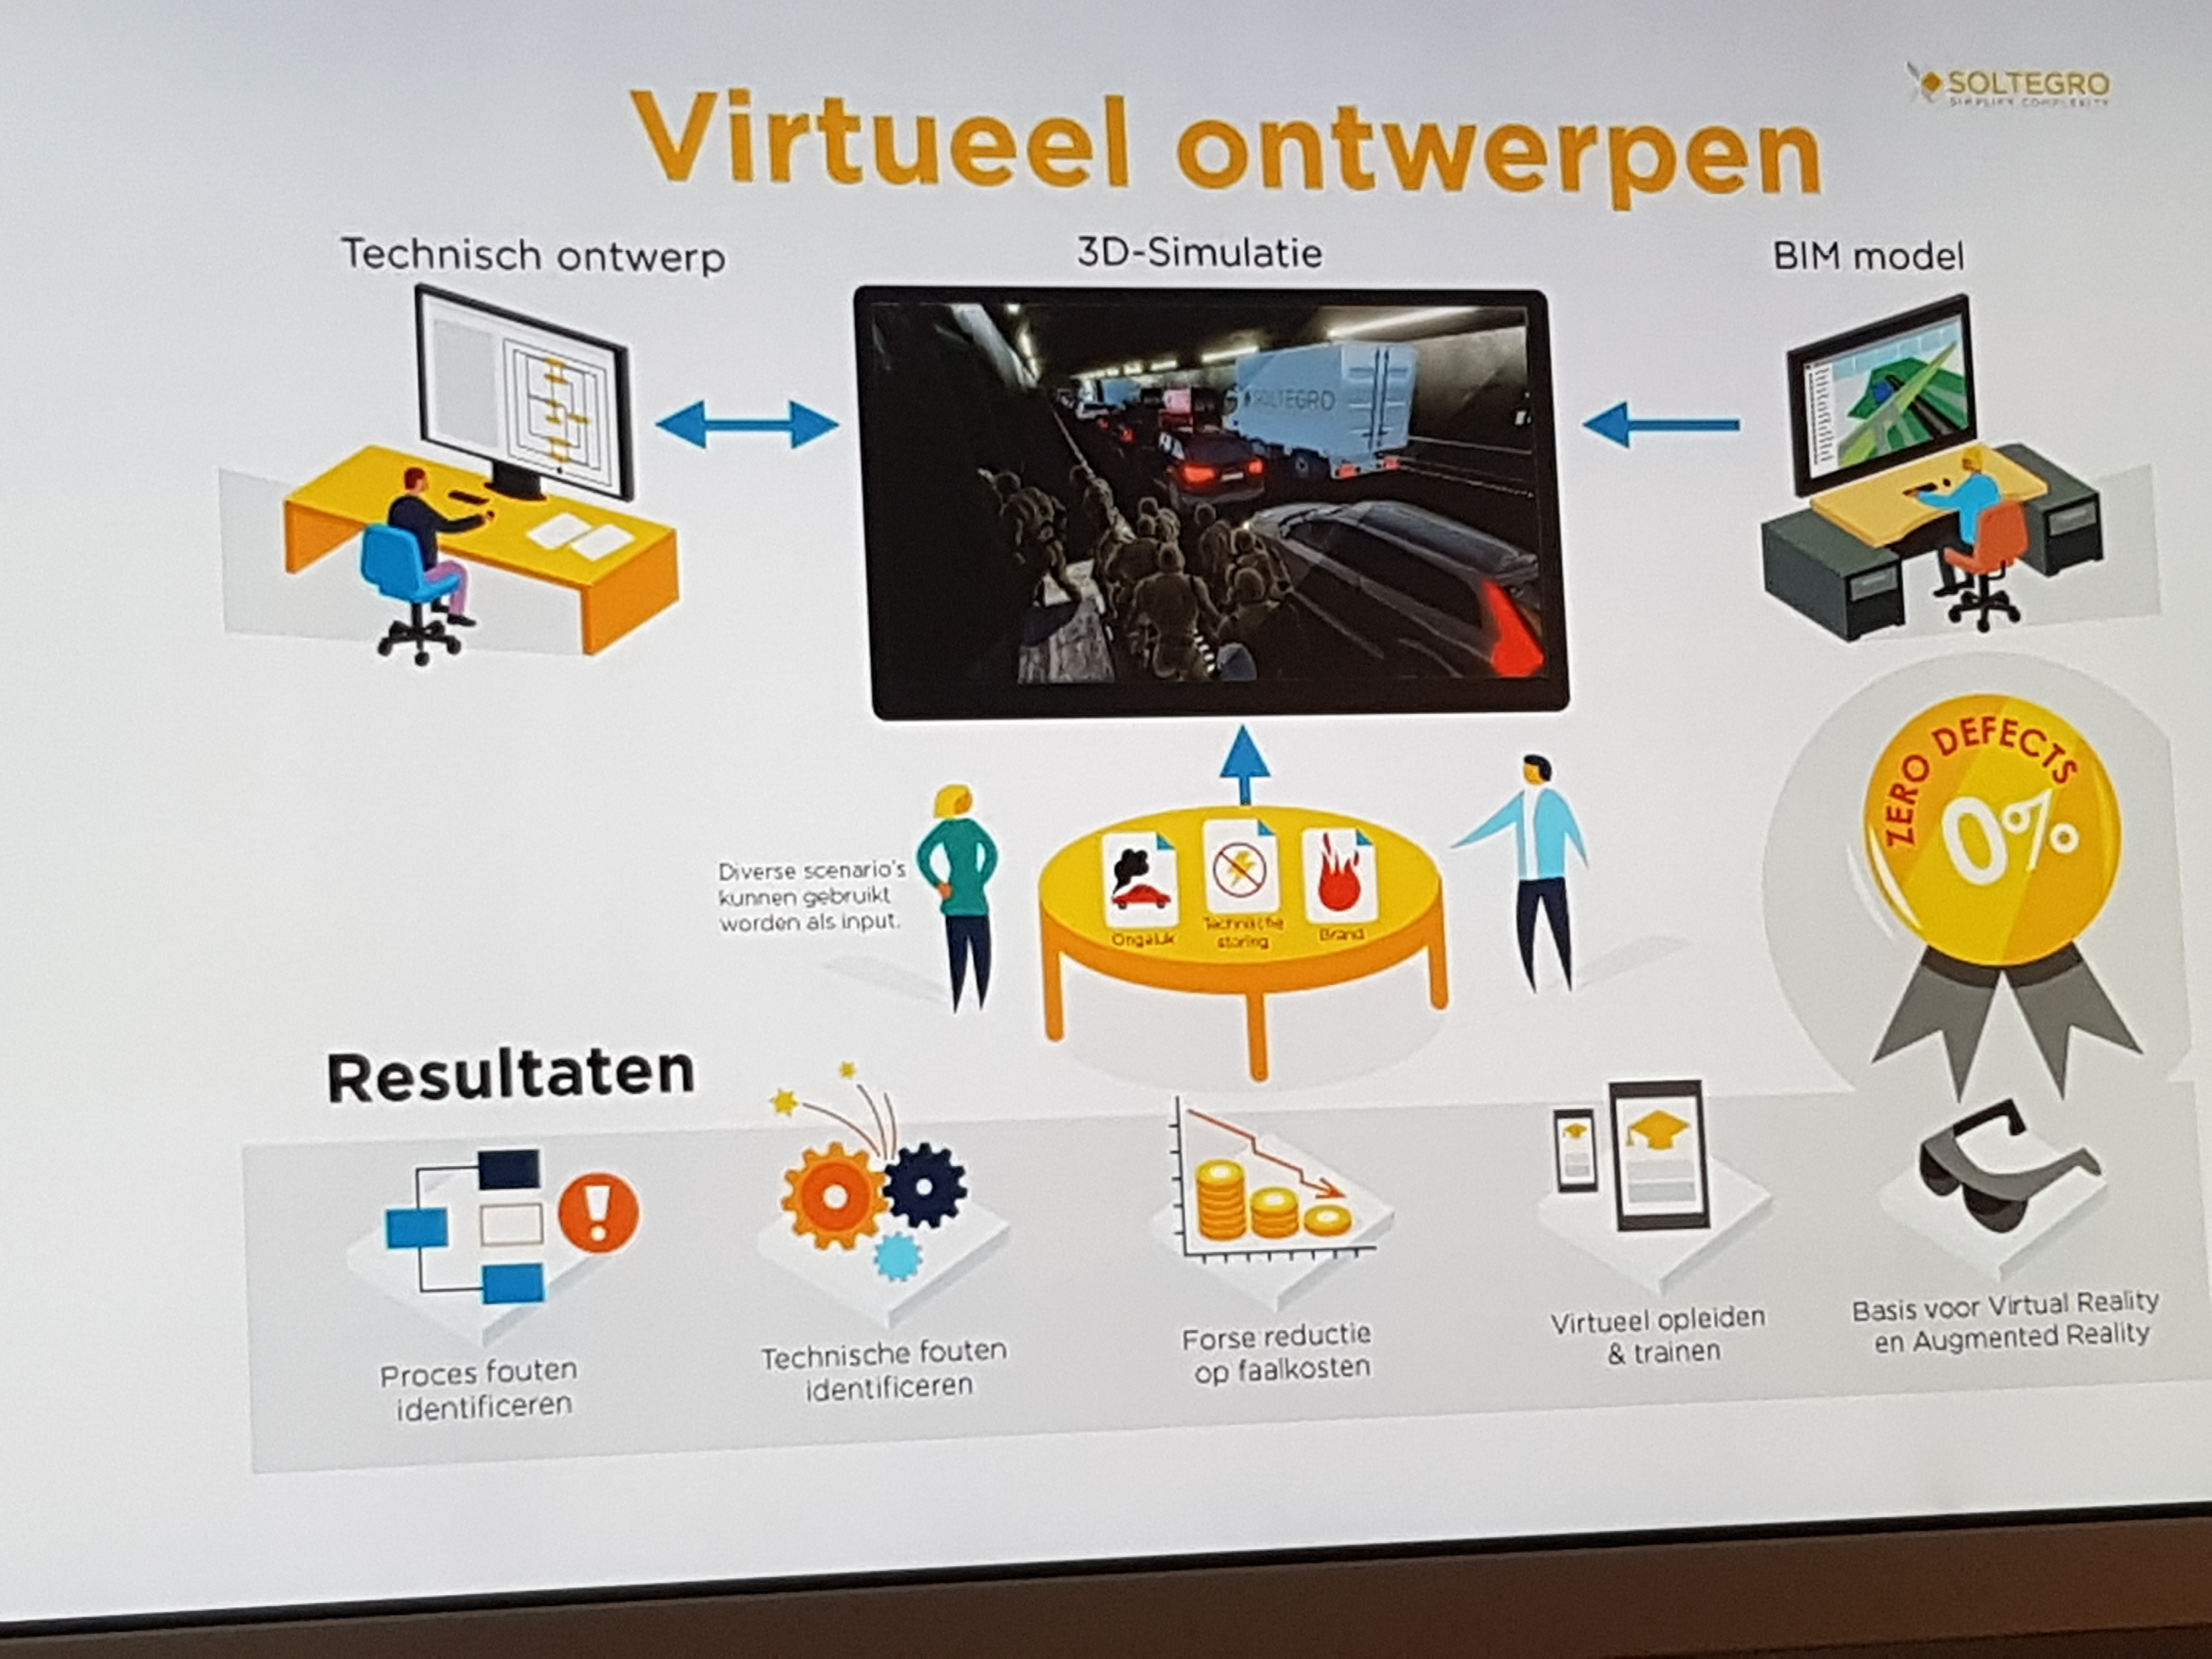 SOLTEGRO
SIMPLIFY COMPLEXITY
Virtueel ontwerpen
Technisch ontwerp
3D-Simulatie
BIM model
SOLTEGRO
ZERO DEFECTS
0%
Diverse scenario's
kunnen gebruikt
worden als input.
Ongeluk
Technische
storing
Brand
Resultaten
Proces fouten
identificeren
Technische fouten
identificeren
Forse reductie
op faalkosten
Virtueel opleiden
& trainen
Basis voor Virtual Reality
en Augmented Reality